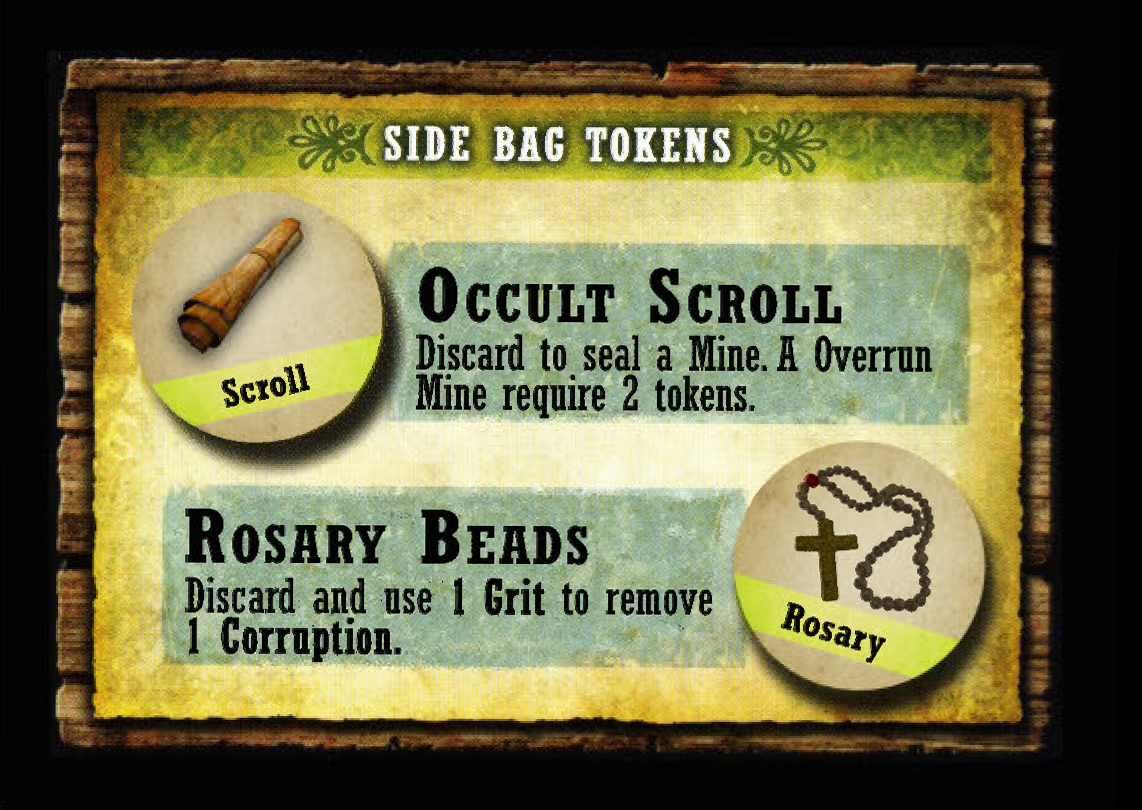 SIDE BAG TOKENS
Scroll
OCCULT SCROLL
Discard to seal a Mine. A Overrun
Mine require 2 tokens.
ROSARY BEADS
Discard and use 1 Grit to remove
1 Corruption.
Rosary